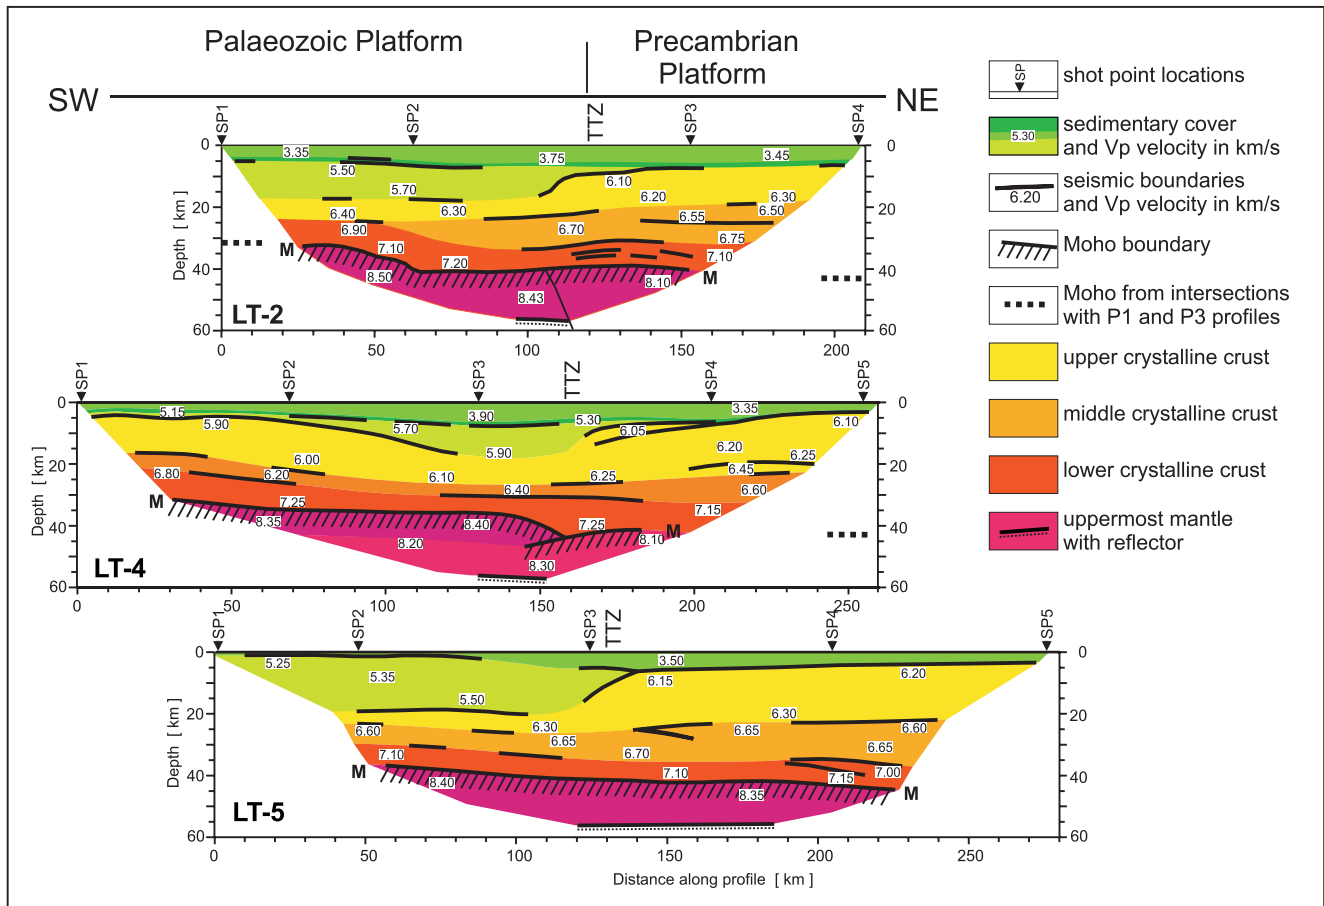 Palaeozoic Platform
Precambrian
Platform
SW
NE
SP1
SP2
TTZ
SP3
SP4
0
20
40
60
Depth [ km ]
3.35
3.75
3.45
5.50
5.70
6.10
6.20
6.30
6.50
6.40
6.30
6.55
6.90
6.70
6.75
7.10
7.10
7.20
8.50
8.43
8.10
M
M
LT-2
0
20
40
60
0
50
100
150
200
SP1
SP2
SP3
TTZ
SP4
SP5
0
20
40
60
Depth [ km ]
5.15
3.90
5.30
3.35
5.90
5.70
6.05
6.10
5.90
6.20
6.00
6.25
6.80
6.20
6.10
6.25
6.45
6.40
6.60
7.25
7.15
8.35
8.40
7.25
8.20
8.10
8.30
M
M
LT-4
0
20
40
60
0
50
100
150
200
250
SP1
SP2
SP3
TTZ
SP4
SP5
0
20
40
60
Depth [ km ]
5.25
3.50
5.35
6.15
6.20
5.50
6.30
6.60
6.30
6.65
6.60
6.65
6.65
7.10
6.70
7.10
7.00
7.15
8.40
8.35
M
M
LT-5
0
20
40
60
0
50
100
150
200
250
Distance along profile [ km ]
SP
shot point locations
5.30
sedimentary cover
and Vp velocity in km/s
6.20
seismic boundaries
and Vp velocity in km/s
Moho boundary
Moho from intersections
with P1 and P3 profiles
upper crystalline crust
middle crystalline crust
lower crystalline crust
uppermost mantle
with reflector